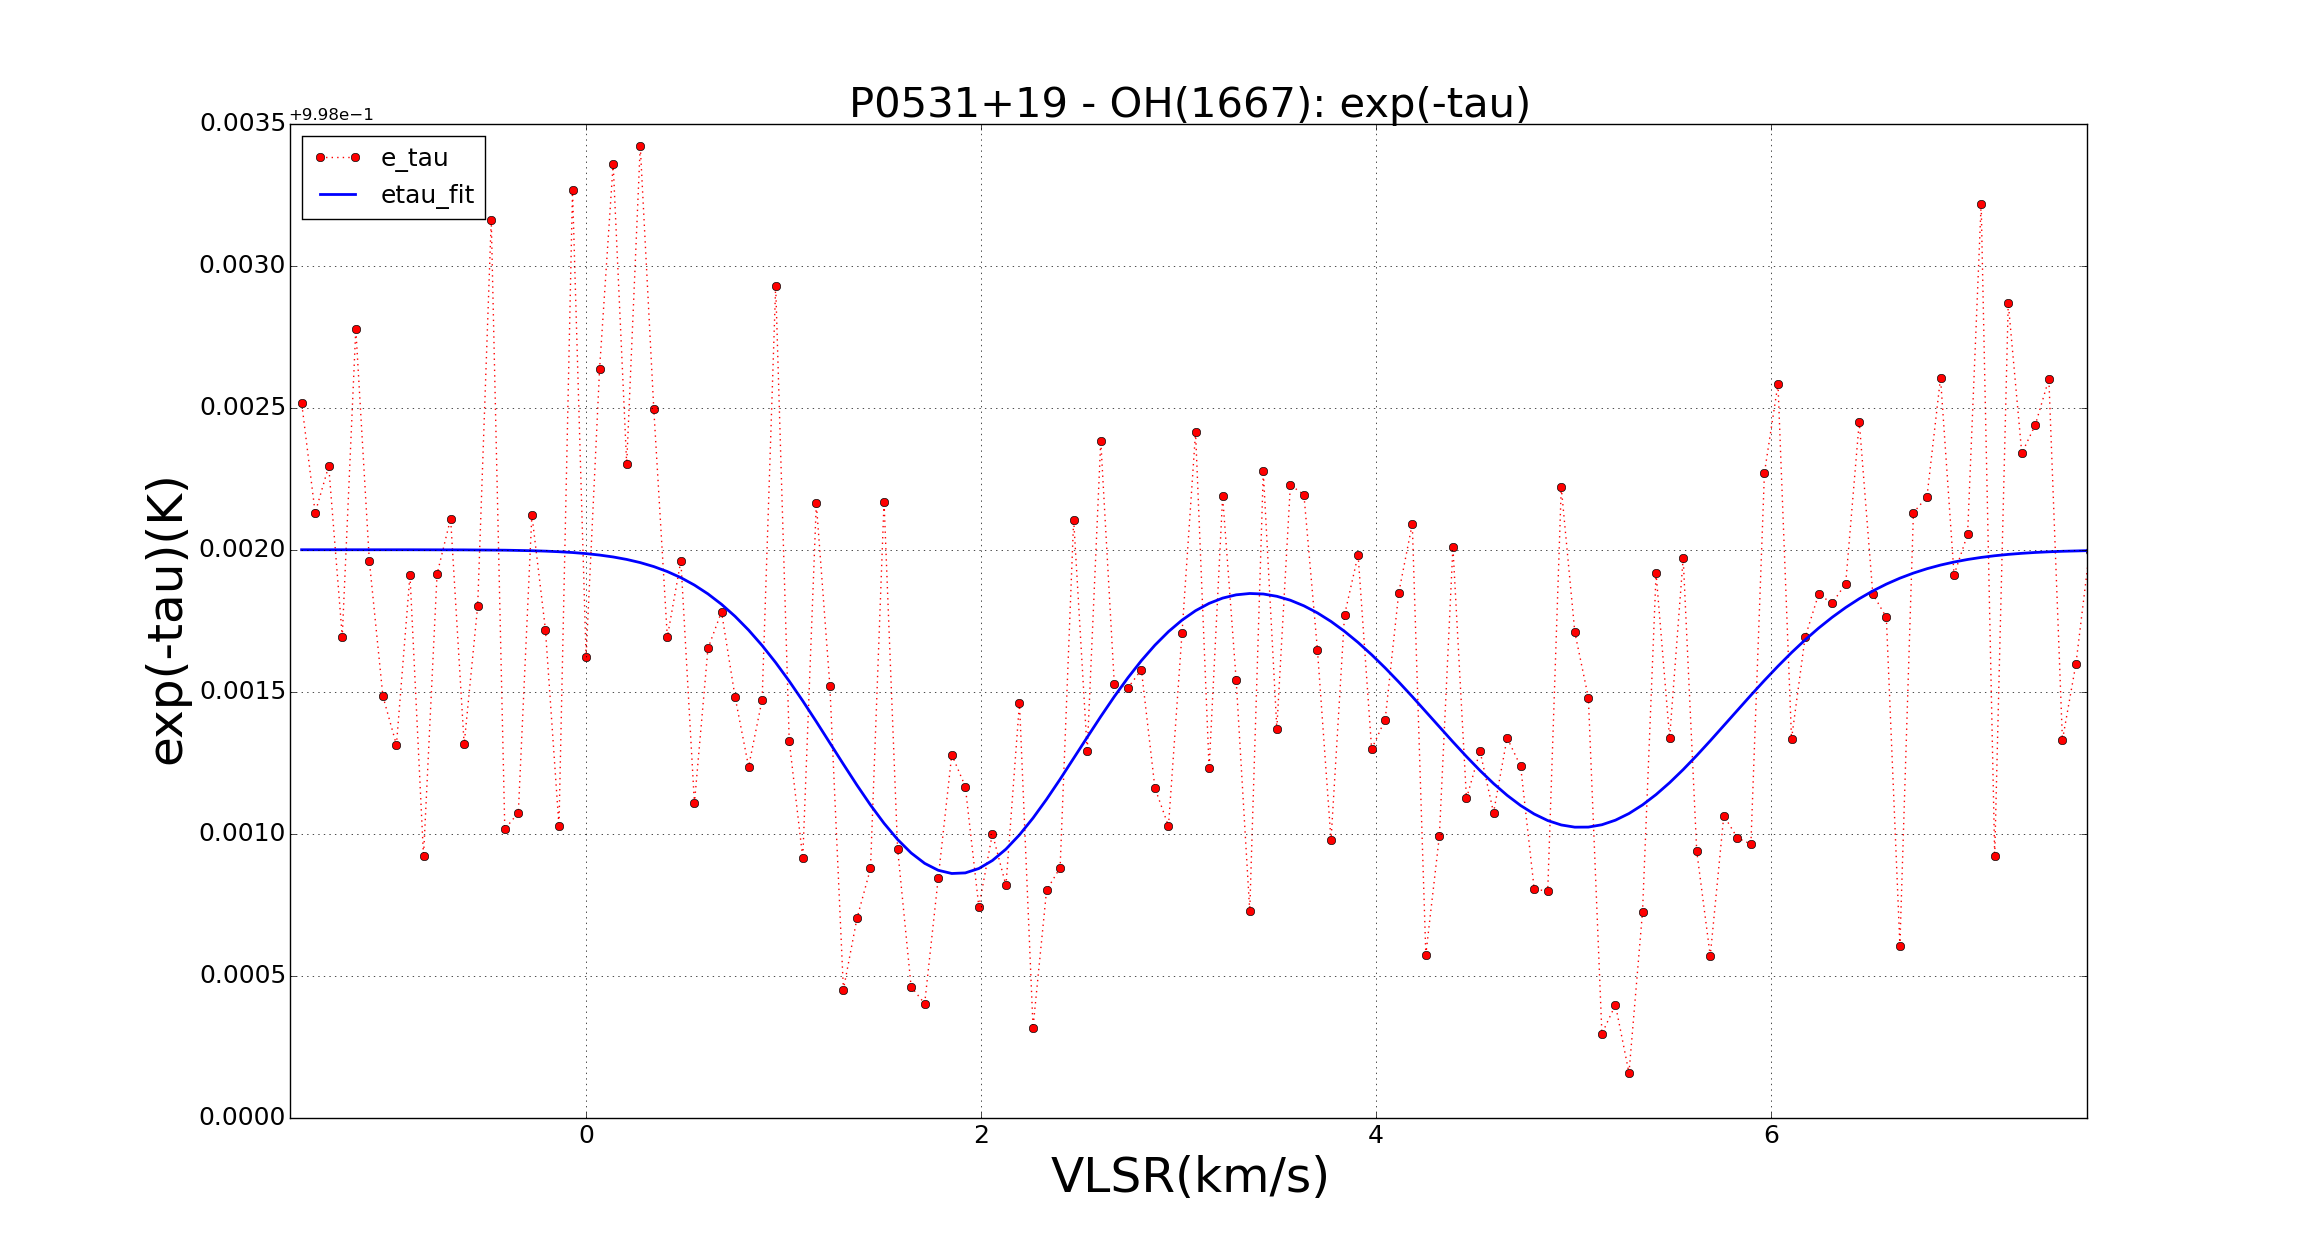 P0531+19 - OH(1667): exp(-tau)
+9.98e−1
e_tau
etau_fit
0.0035
0.0030
0.0025
0.0020
0.0015
0.0010
0.0005
0.0000
exp(-tau)(K)
0 2 4 6
VLSR(km/s)